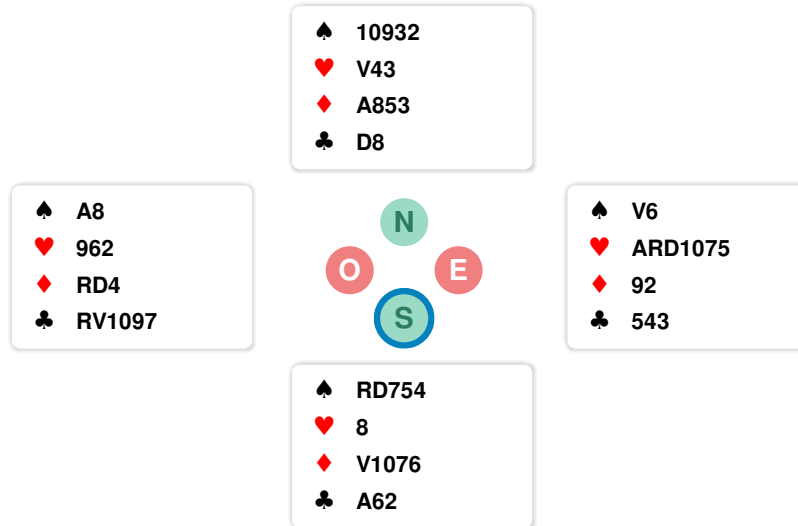 ♠ 10932
♥ V43
♦ A853
♣ D8
♠ A8
♥ 962
♦ RD4
♣ RV1097
N
O
E
S
♠ V6
♥ ARD1075
♦ 92
♣ 543
♠ RD754
♥ 8
♦ V1076
♣ A62